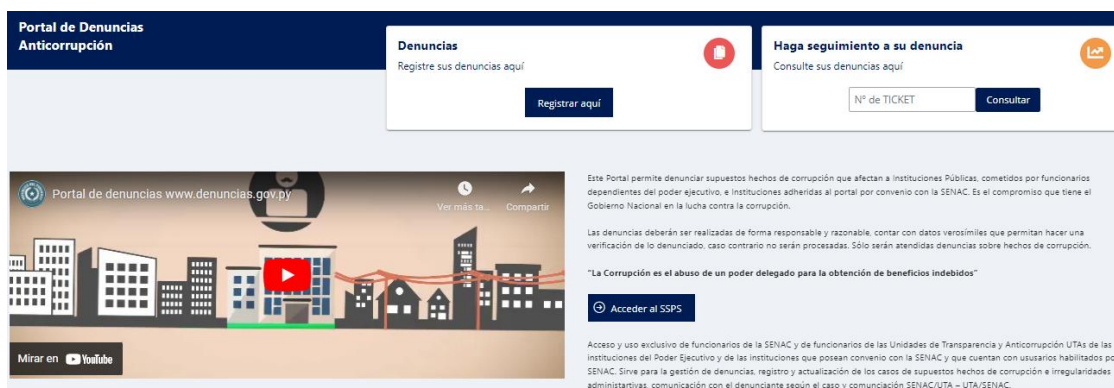 Portal de Denuncias
Anticorrupción
Denuncias
Registre sus denuncias aquí
Registrar aquí
Haga seguimiento a su denuncia
Consulte sus denuncias aquí
Nº de TICKET
Consultar
Portal de denuncias www.denuncias.gov.py
Ver más ta...
Compartir
Mirar en YouTube
Este Portal permite denunciar supuestos hechos de corrupción que afectan a Instituciones Públicas, cometidos por funcionarios
dependientes del poder ejecutivo, e Instituciones adheridas al portal por convenio con la SENAC. Es el compromiso que tiene el
Gobierno Nacional en la lucha contra la corrupción.
Las denuncias deberán ser realizadas de forma responsable y razonable, contar con datos verosímiles que permitan hacer una
verificación de lo denunciado, caso contrario no serán procesadas. Sólo serán atendidas denuncias sobre hechos de corrupción.
"La Corrupción es el abuso de un poder delegado para la obtención de beneficios indebidos"
Acceder al SSPS
Acceso y uso exclusivo de funcionarios de la SENAC y de funcionarios de las Unidades de Transparencia y Anticorrupción UTAs de las
instituciones del Poder Ejecutivo y de las instituciones que posean convenio con la SENAC y que cuentan con ususarios habilitados po
SENAC. Sirve para la gestión de denuncias, registro y actualización de los casos de supuestos hechos de corrupción e irregularidades
administartivas, comunicación con el denunciante según el caso y comunciación SENAC/UTA – UTA/SENAC.